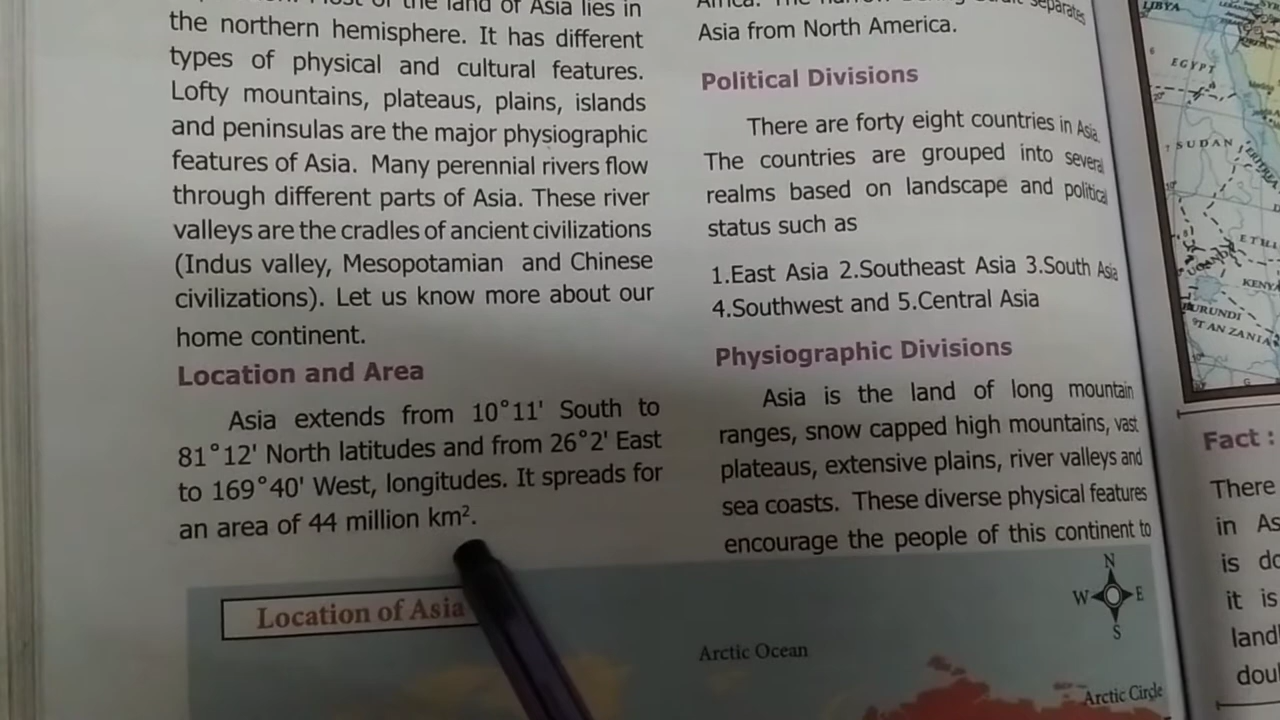 the land of Asia lies in
the northern hemisphere. It has different
types of physical and cultural features.
Lofty mountains, plateaus, plains, islands
and peninsulas are the major physiographic
features of Asia. Many perennial rivers flow
through different parts of Asia. These river
valleys are the cradles of ancient civilizations
(Indus valley, Mesopotamian and Chinese
civilizations). Let us know more about our
home continent.
Location and Area
Asia extends from 10°11' South to
81°12' North latitudes and from 26°2' East
to 169°40' West, longitudes. It spreads for
an area of 44 million km².
Location of Asia
separates
Asia from North America.
Political Divisions
There are forty eight countries in Asia.
The countries are grouped into several
realms based on landscape and political
status such as
1.East Asia 2.Southeast Asia 3.South Asia
4.Southwest and 5.Central Asia
Physiographic Divisions
Asia is the land of long mountain
ranges, snow capped high mountains, vast
plateaus, extensive plains, river valleys and
sea coasts. These diverse physical features
encourage the people of this continent to
N
W E
S
Arctic Ocean
Arctic Circle
LIBYA
EGYPT
SUDAN
UGANDA
KENYA
BURUNDI
TANZANIA
Fact :
There
in As
is do
it is
land
dou